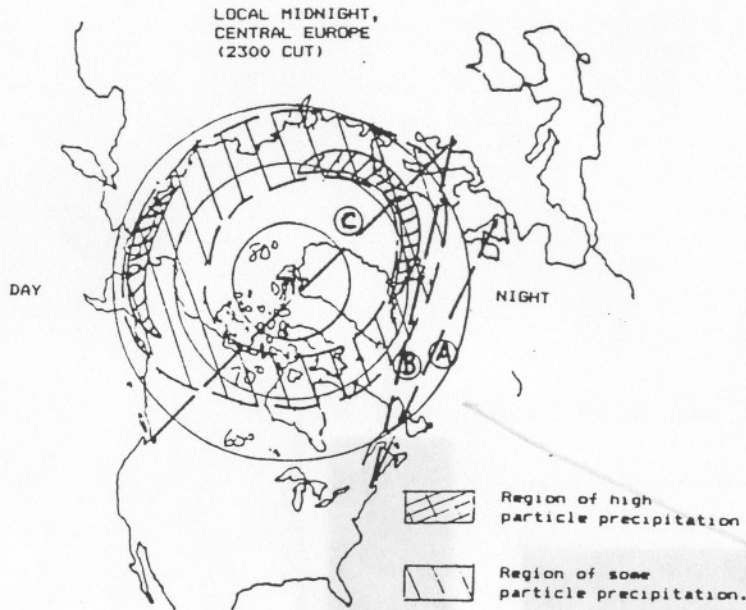 LOCAL MIDNIGHT,
CENTRAL EUROPE
(2300 CUT)
C
80°
DAY
NIGHT
B
A
70°
60°
Region of high
particle precipitation
Region of some
particle precipitation.